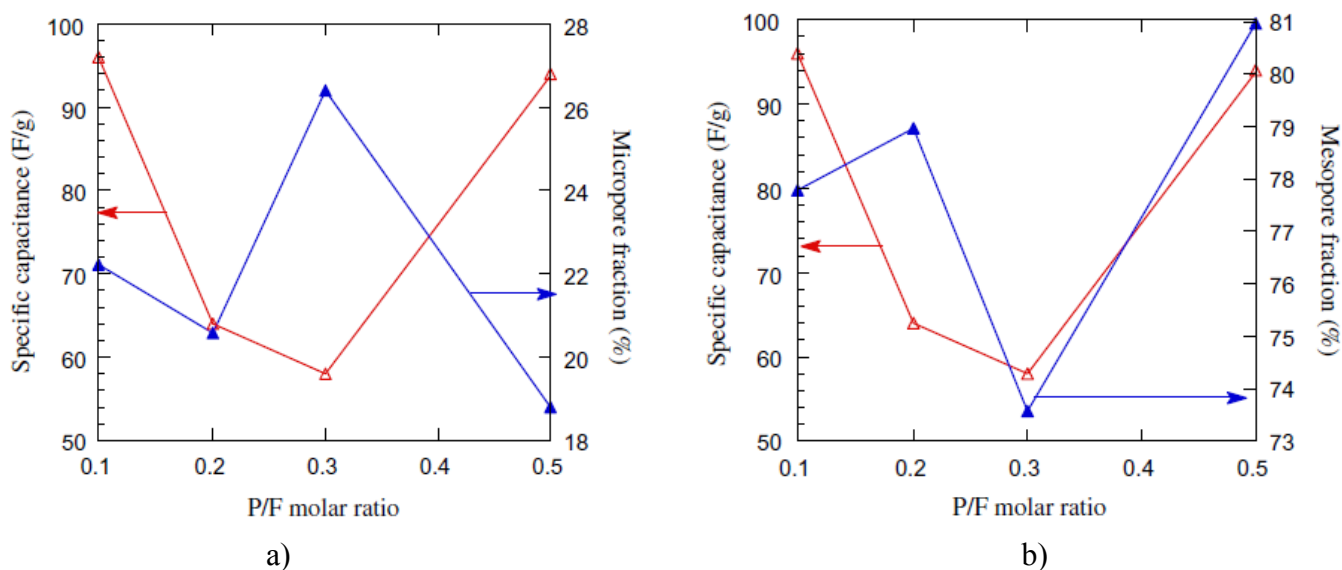 100
90
80
70
60
50
Specific capacitance (F/g)
28
26
24
22
20
18
Micropore fraction (%)
0.1 0.2 0.3 0.4 0.5
P/F molar ratio
a)
100
90
80
70
60
50
Specific capacitance (F/g)
81
80
79
78
77
76
75
74
73
Mesopore fraction (%)
0.1 0.2 0.3 0.4 0.5
P/F molar ratio
b)